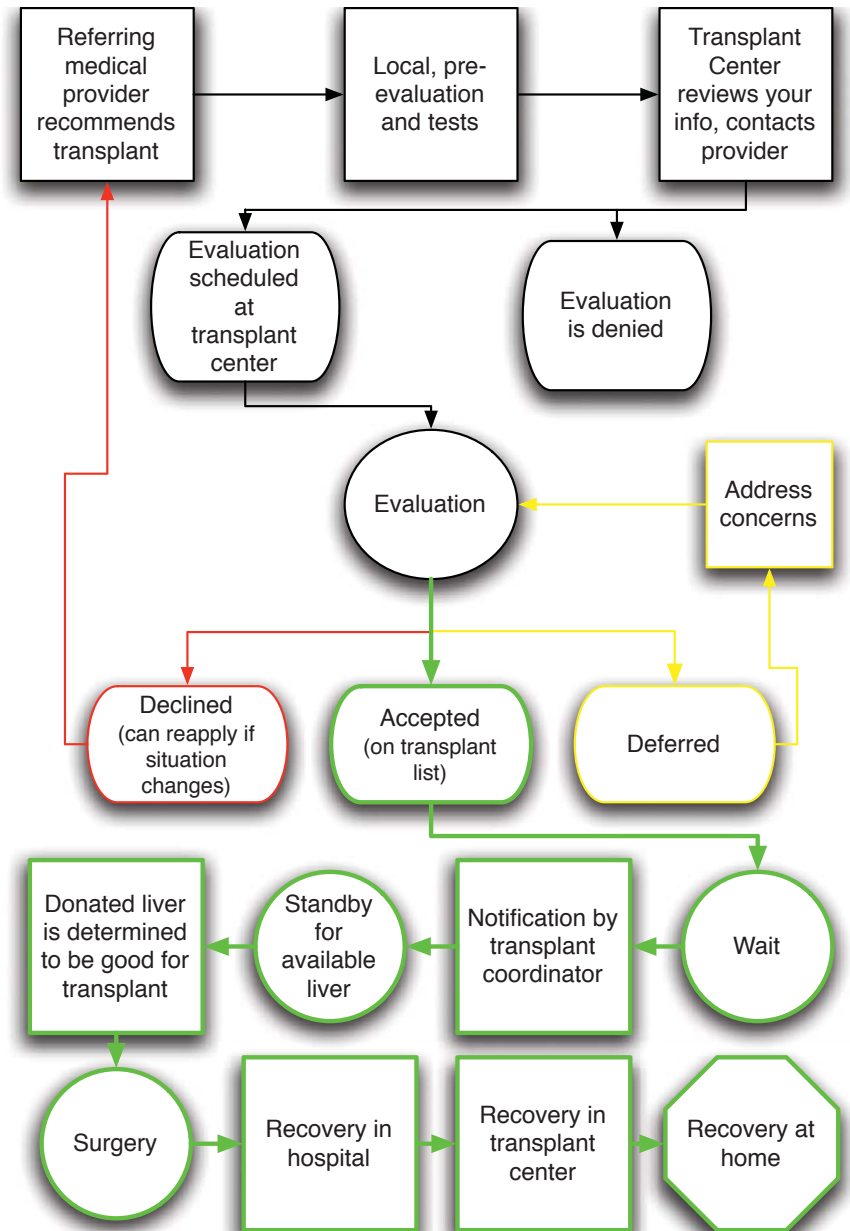 Referring
medical
provider
recommends
transplant
Local, pre-
evaluation
and tests
Transplant
Center
reviews your
info, contacts
provider
Evaluation
scheduled
at
transplant
center
Evaluation
is denied
Evaluation
Address
concerns
Declined
(can reapply if
situation
changes)
Accepted
(on transplant
list)
Deferred
Donated liver
is determined
to be good for
transplant
Standby
for
available
liver
Notification by
transplant
coordinator
Wait
Surgery
Recovery in
hospital
Recovery in
transplant
center
Recovery at
home